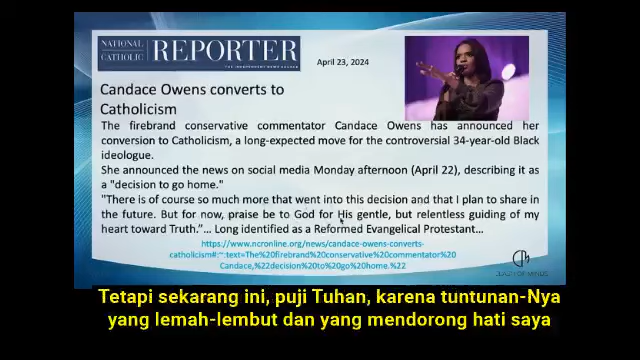 NATIONAL
CATHOLIC
REPORTER
THE INDEPENDENT NEWS SOURCE
April 23, 2024
Candace Owens converts to
Catholicism
The firebrand conservative commentator Candace Owens has announced her
conversion to Catholicism, a long-expected move for the controversial 34-year-old Black
ideologue.
She announced the news on social media Monday afternoon (April 22), describing it as
a "decision to go home."
"There is of course so much more that went into this decision and that I plan to share in
the future. But for now, praise be to God for His gentle, but relentless guiding of my
heart toward Truth."… Long identified as a Reformed Evangelical Protestant…
https://www.ncronline.org/news/candace-owens-converts-
catholicism#:~:text=The%20firebrand%20conservative%20commentator%20
Candace,%22decision%20to%20go%20home.%22
Tetapi sekarang ini, puji Tuhan, karena tuntunan-Nya
yang lemah-lembut dan yang mendorong hati saya